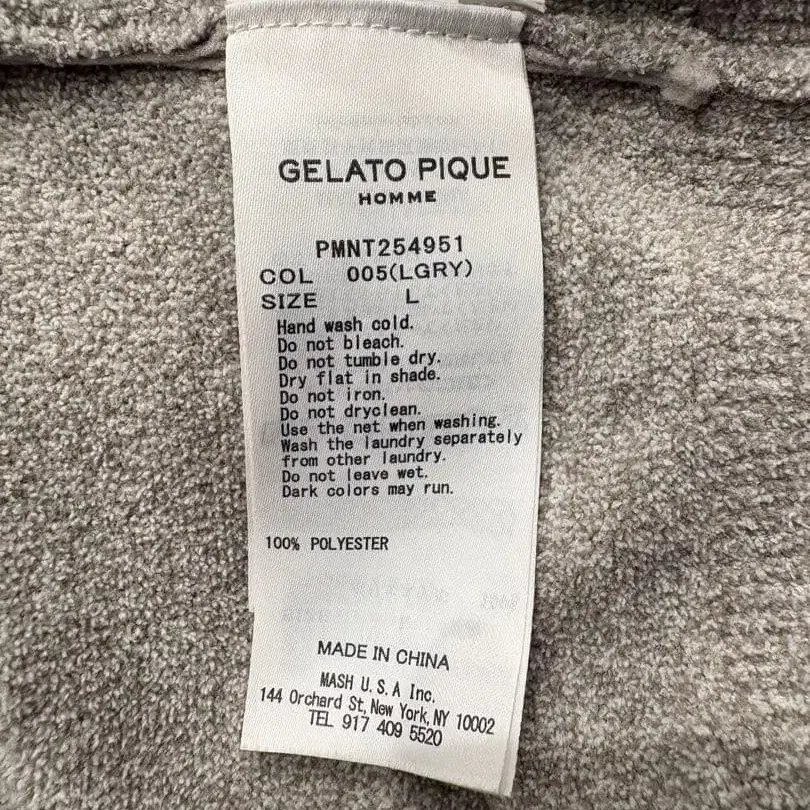 GELATO PIQUE
HOMME
PMNT254951
COL 005(LGRY)
SIZE L
Hand wash cold.
Do not bleach.
Do not tumble dry.
Dry flat in shade.
Do not iron.
Do not dryclean.
Use the net when washing.
Wash the laundry separately
from other laundry.
Do not leave wet.
Dark colors may run.
100% POLYESTER
MADE IN CHINA
MASH U.S.A Inc.
144 Orchard St, New York, NY 10002
TEL 917 409 5520